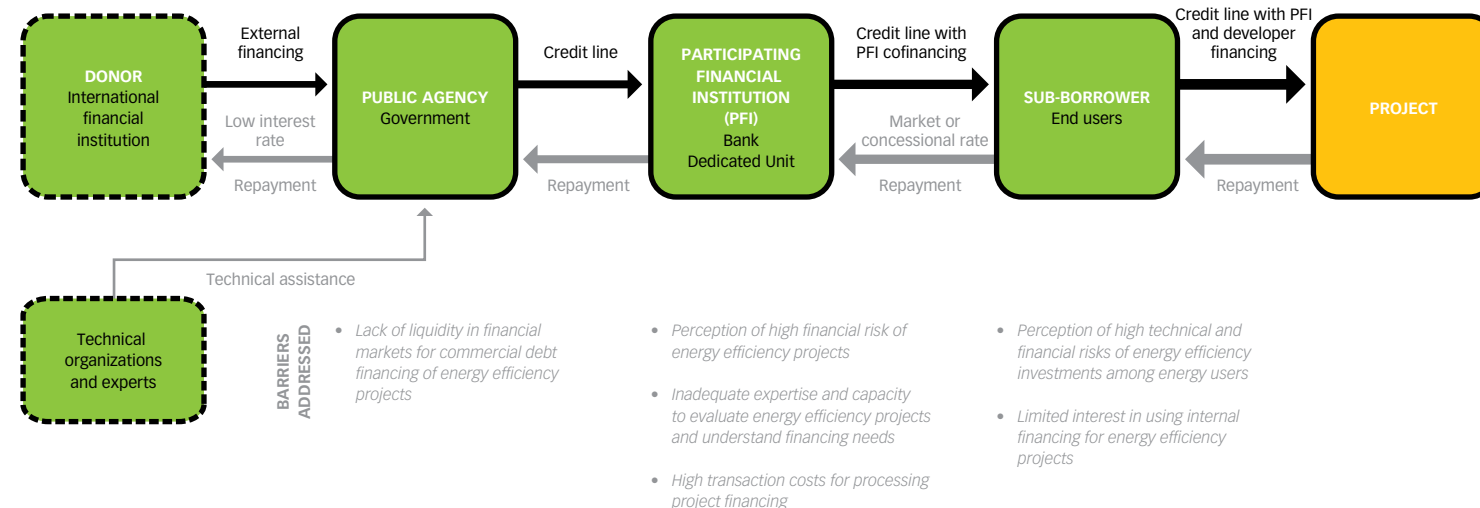 External
financing
Credit line
Credit line with
PFI cofinancing
Credit line with PFI
and developer
financing
DONOR
International
financial
institution
PUBLIC AGENCY
Government
PARTICIPATING
FINANCIAL
INSTITUTION
(PFI)
Bank
Dedicated Unit
SUB-BORROWER
End users
PROJECT
Low interest
rate
Repayment
Repayment
Market or
concessional rate
Repayment
Repayment
Technical assistance
Technical
organizations
and experts
BARRIERS
ADDRESSED
• Lack of liquidity in financial
markets for commercial debt
financing of energy efficiency
projects
• Perception of high financial risk of
energy efficiency projects
• Inadequate expertise and capacity
to evaluate energy efficiency projects
and understand financing needs
• High transaction costs for processing
project financing
• Perception of high technical and
financial risks of energy efficiency
investments among energy users
• Limited interest in using internal
financing for energy efficiency
projects